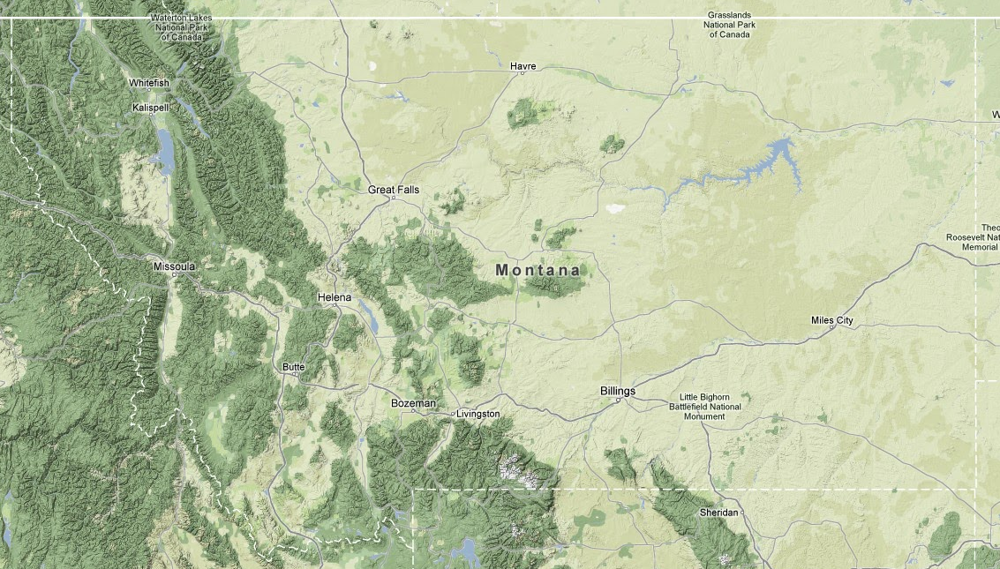 Waterton Lakes
National Park
of Canada
Grasslands
National Park
of Canada
Havre
Whitefish
Kalispell
W
Great Falls
Theo
Roosevelt Nat
Memorial
Missoula
Montana
Helena
Miles City
Butte
Billings
Bozeman
Livingston
Little Bighorn
Battlefield National
Monument
Sheridan